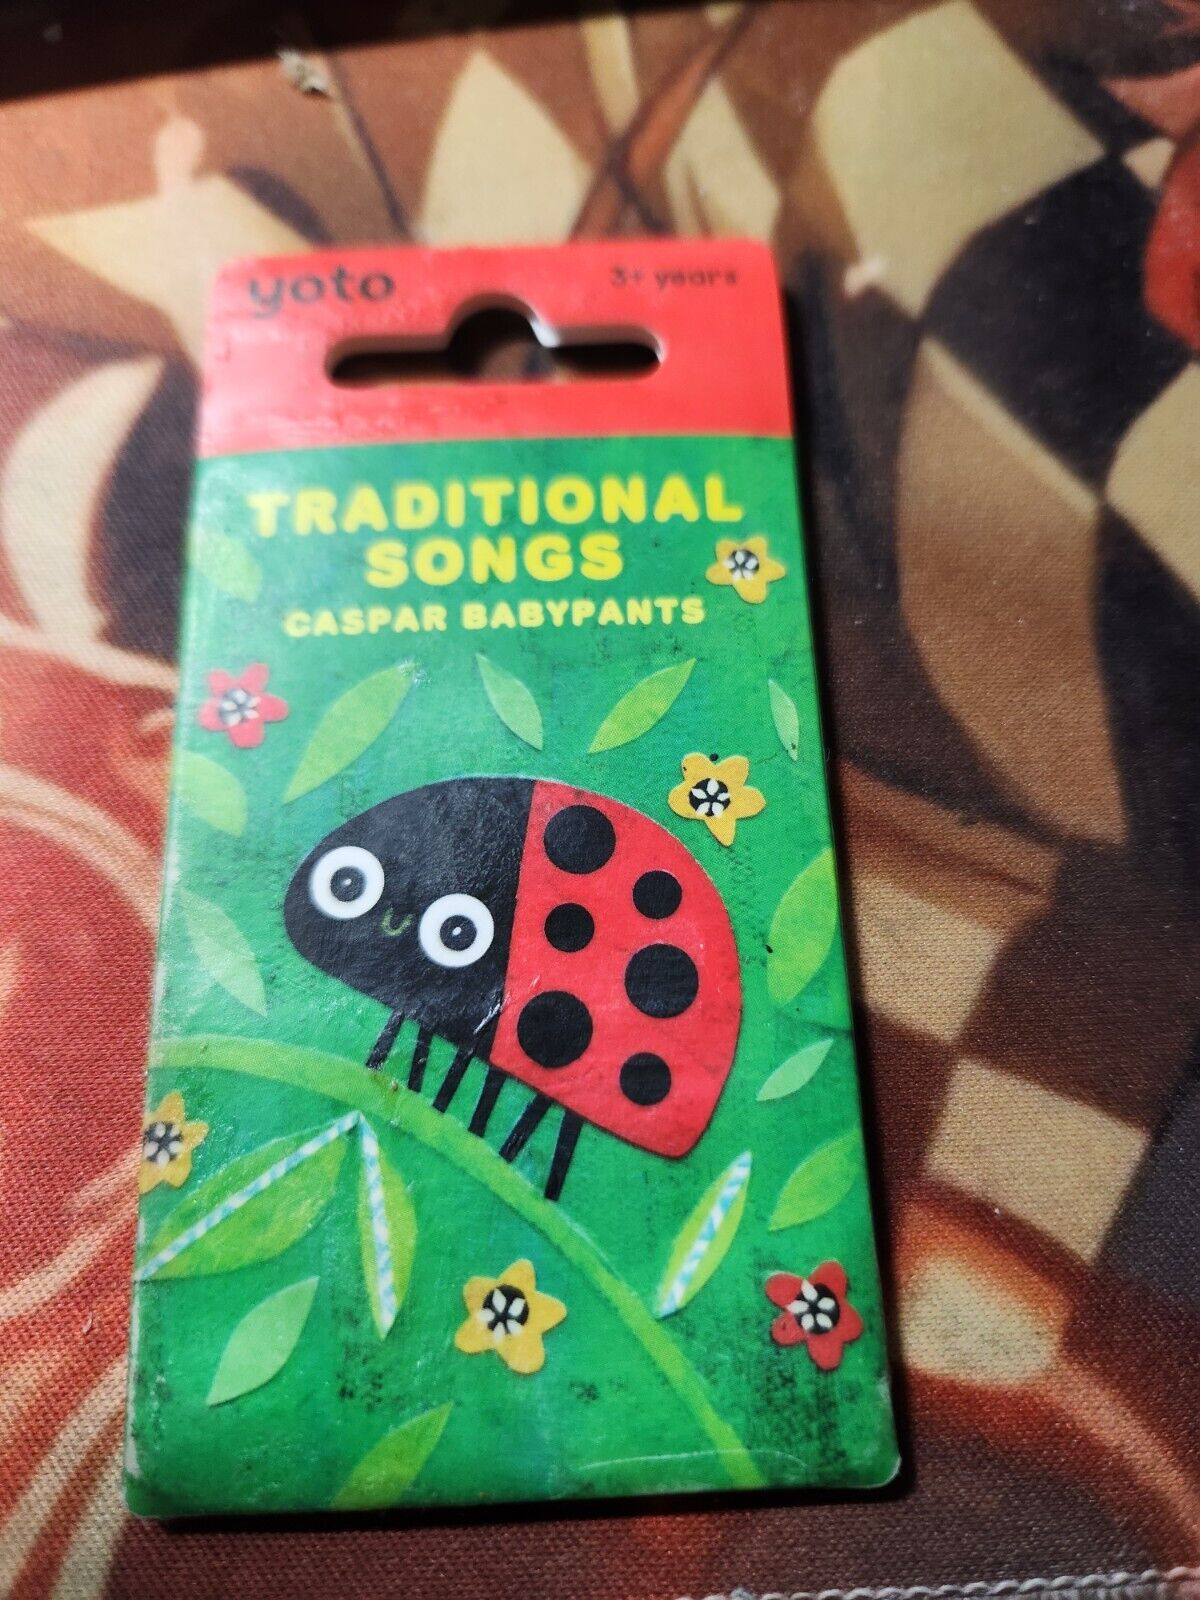 yoto
3+ years
TRADITIONAL
SONGS
CASPAR BABYPANTS